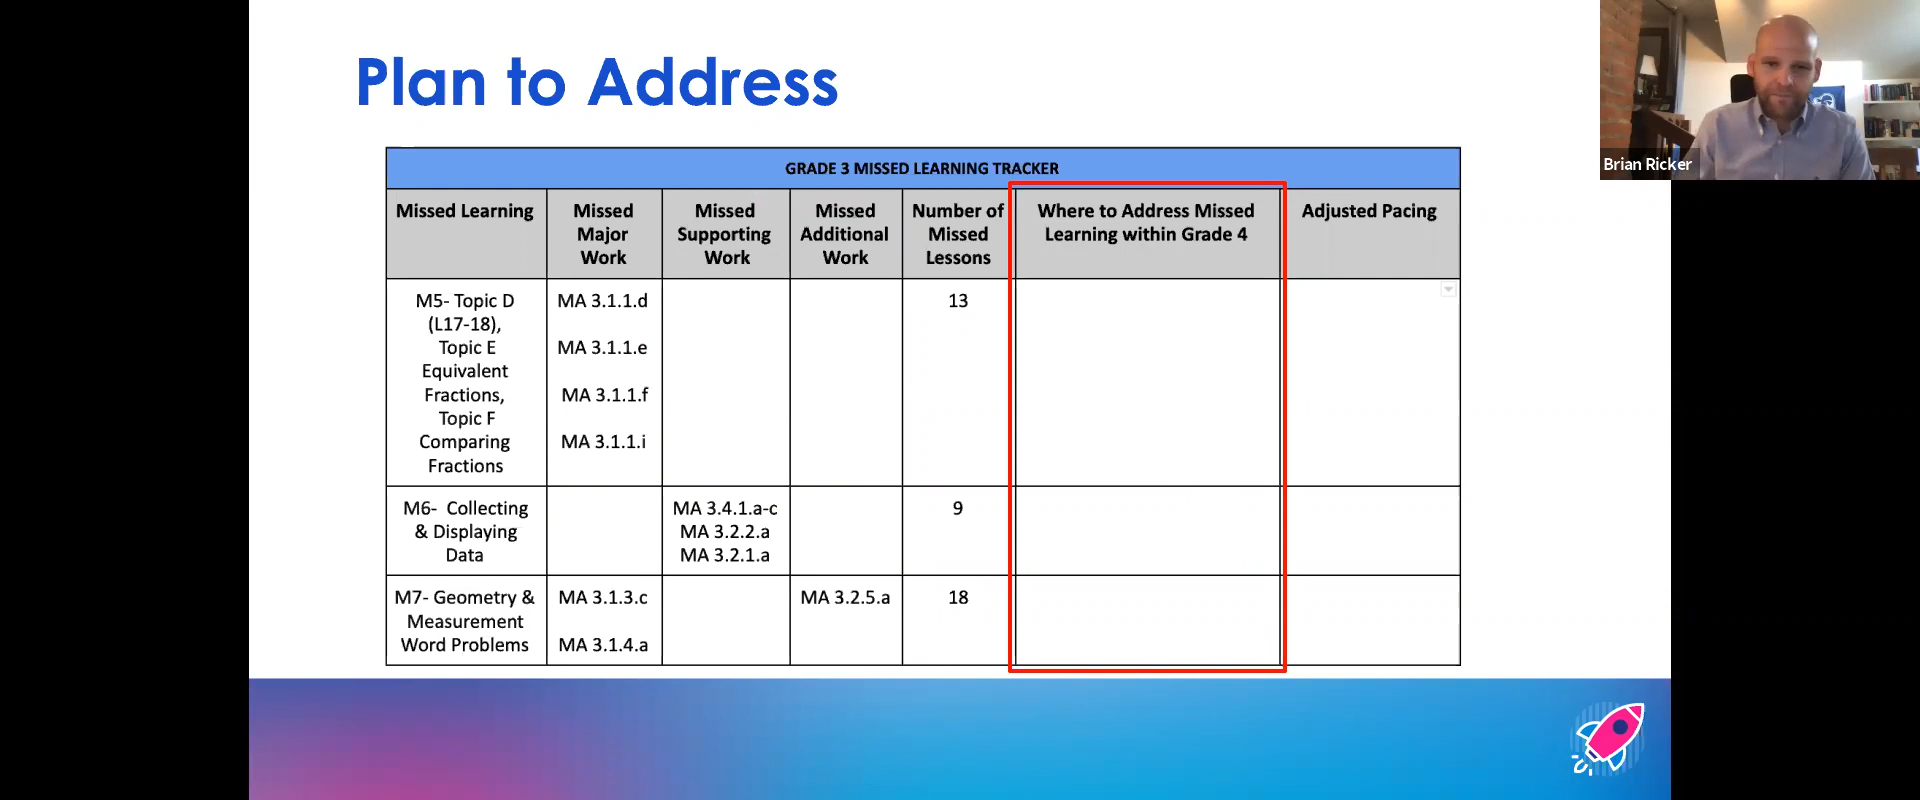 Plan to Address
Brian Ricker
GRADE 3 MISSED LEARNING TRACKER
Missed Learning
Missed
Major
Work
Missed
Supporting
Work
Missed
Additional
Work
Number of
Missed
Lessons
Where to Address Missed
Learning within Grade 4
Adjusted Pacing
M5- Topic D
(L17-18),
Topic E
Equivalent
Fractions,
Topic F
Comparing
Fractions
MA 3.1.1.d
MA 3.1.1.e
MA 3.1.1.f
MA 3.1.1.i
13
M6- Collecting
& Displaying
Data
MA 3.4.1.a-c
MA 3.2.2.a
MA 3.2.1.a
9
M7- Geometry &
Measurement
Word Problems
MA 3.1.3.c
MA 3.1.4.a
MA 3.2.5.a
18